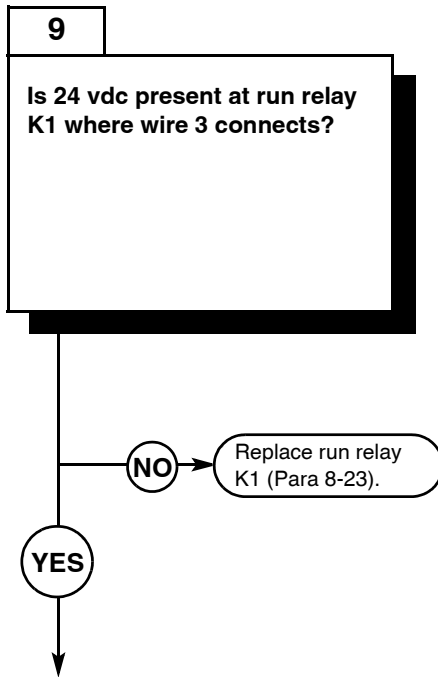 9
Is 24 vdc present at run relay
K1 where wire 3 connects?
NO
Replace run relay
K1 (Para 8-23).
YES